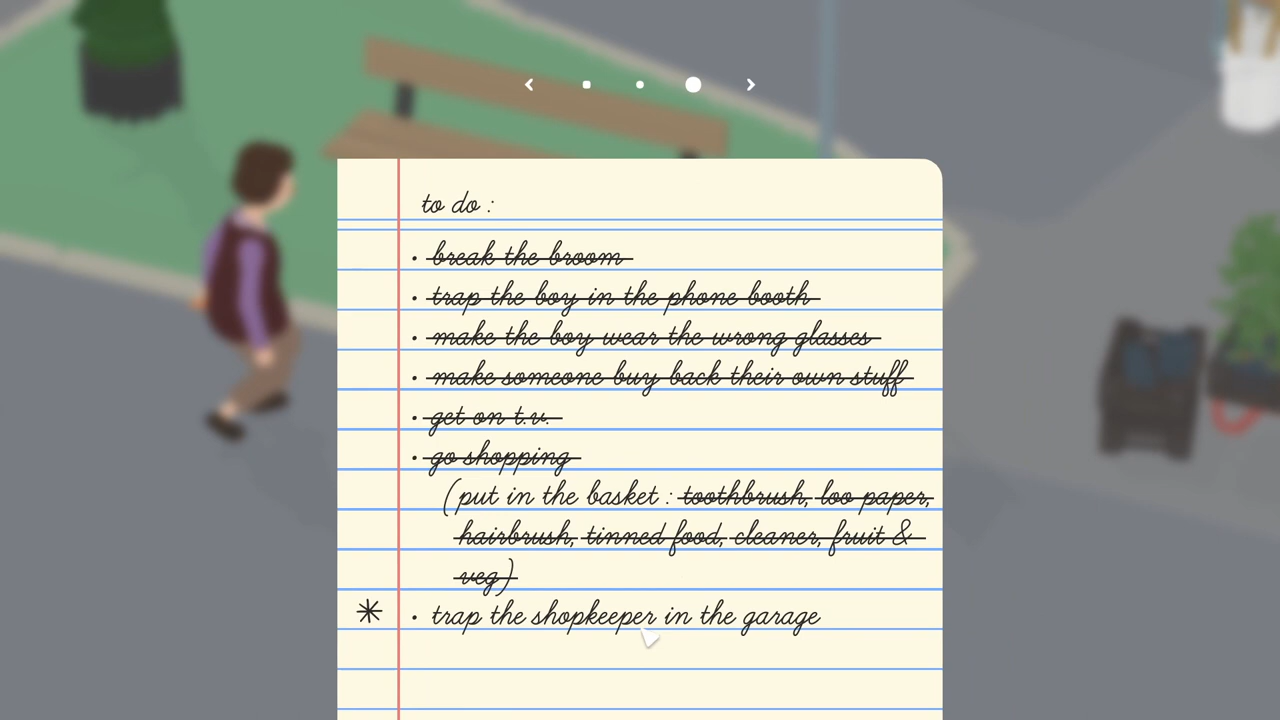 to do :
• break the broom
• trap the boy in the phone booth
• make the boy wear the wrong glasses
• make someone buy back their own stuff
• get on t.v.
• go shopping
(put in the basket : toothbrush, loo paper,
hairbrush, tinned food, cleaner, fruit &
veg)
• trap the shopkeeper in the garage